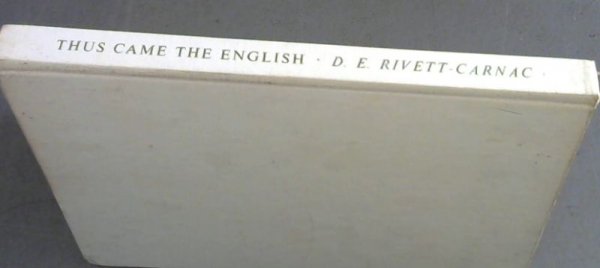 THUS CAME THE ENGLISH · D. E. RIVETT-CARNAC ·